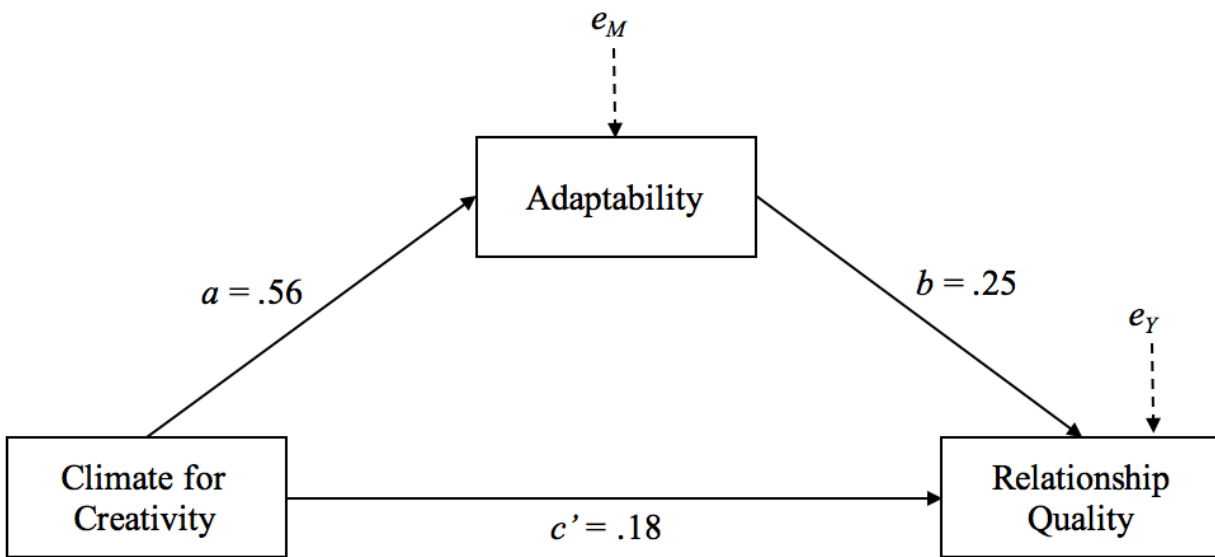 e_M
Adaptability
a = .56
b = .25
e_Y
Climate for
Creativity
c’ = .18
Relationship
Quality